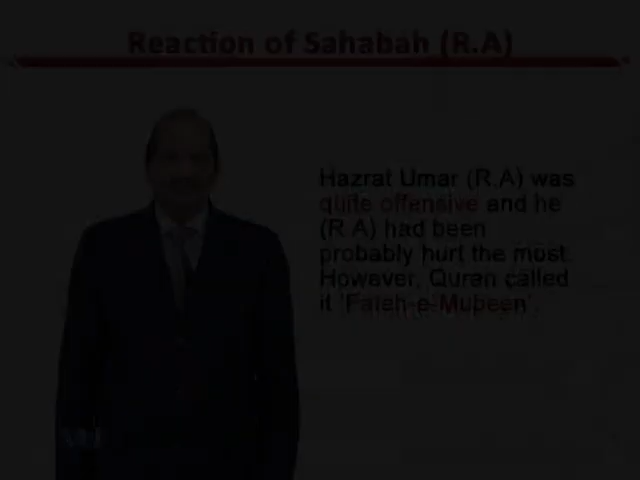 Reaction of Sahabah (R.A)
Hazrat Umar (R.A) was
quite offensive and he
(R.A) had been
probably hurt the most.
However, Quran called
it 'Fateh-e-Mubeen'.